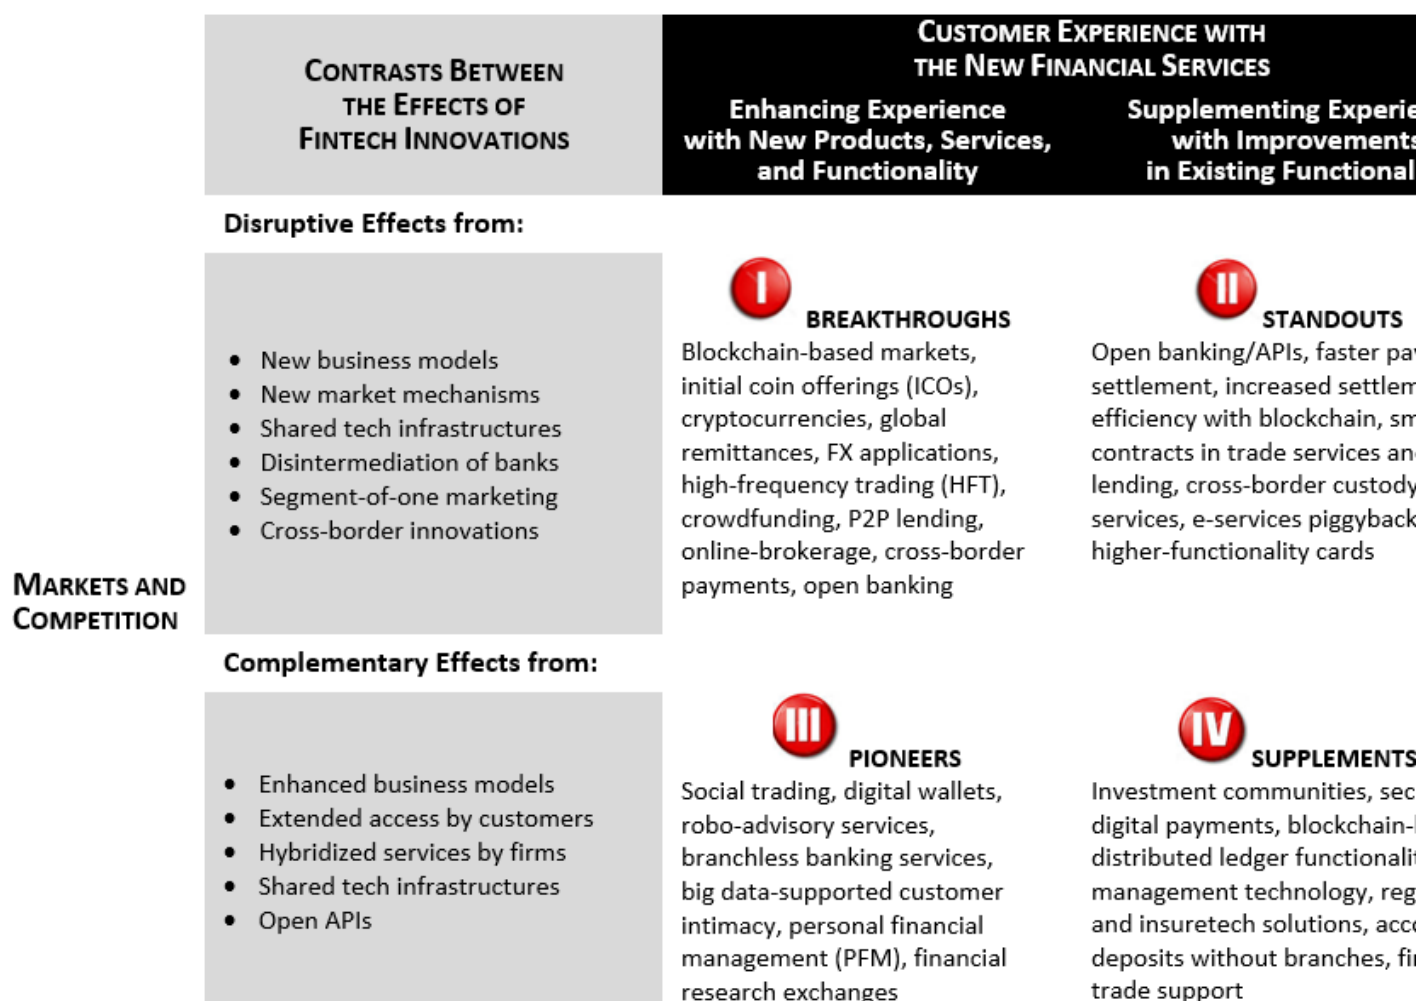 CONTRASTS BETWEEN
THE EFFECTS OF
FINTECH INNOVATIONS
CUSTOMER EXPERIENCE WITH
THE NEW FINANCIAL SERVICES
Enhancing Experience
with New Products, Services,
and Functionality
Supplementing
with Improvements
in Existing
Disruptive Effects from:
MARKETS AND
COMPETITION
• New business models
• New market mechanisms
• Shared tech infrastructures
• Disintermediation of banks
• Segment-of-one marketing
• Cross-border innovations
I
BREAKTHROUGHS
Blockchain-based markets,
initial coin offerings (ICOs),
cryptocurrencies, global
remittances, FX applications,
high-frequency trading (HFT),
crowdfunding, P2P lending,
online-brokerage, cross-border
payments, open banking
II
STANDOUTS
Open banking/APIs, faster
settlement, increased
efficiency with blockchain,
contracts in trade services
lending, cross-border custody
services, e-services piggyback
higher-functionality cards
Complementary Effects from:
• Enhanced business models
• Extended access by customers
• Hybridized services by firms
• Shared tech infrastructures
• Open APIs
III
PIONEERS
Social trading, digital wallets,
robo-advisory services,
branchless banking services,
big data-supported customer
intimacy, personal financial
management (PFM), financial
research exchanges
IV
SUPPLEMENTS
Investment communities,
digital payments,
distributed ledger
management technology,
and insuretech solutions,
deposits without branches,
trade support